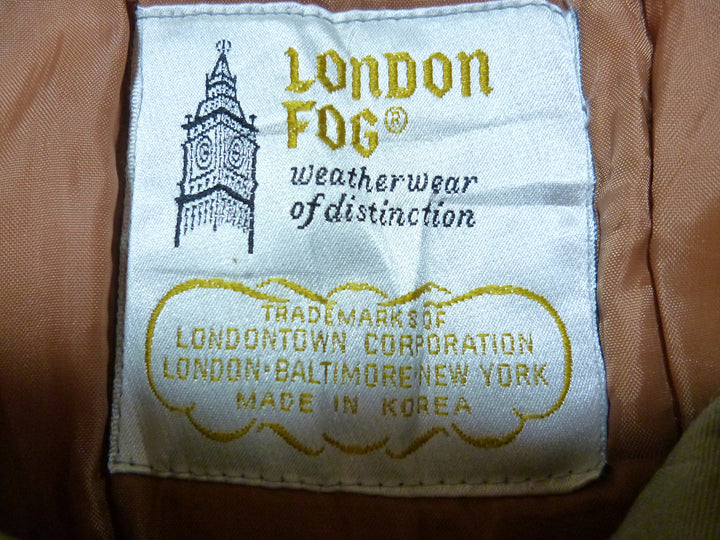 LONDON
FOG®
weatherwear
of distinction
TRADEMARKS OF
LONDONTOWN CORPORATION
LONDON·BALTIMORE·NEW YORK
MADE IN KOREA